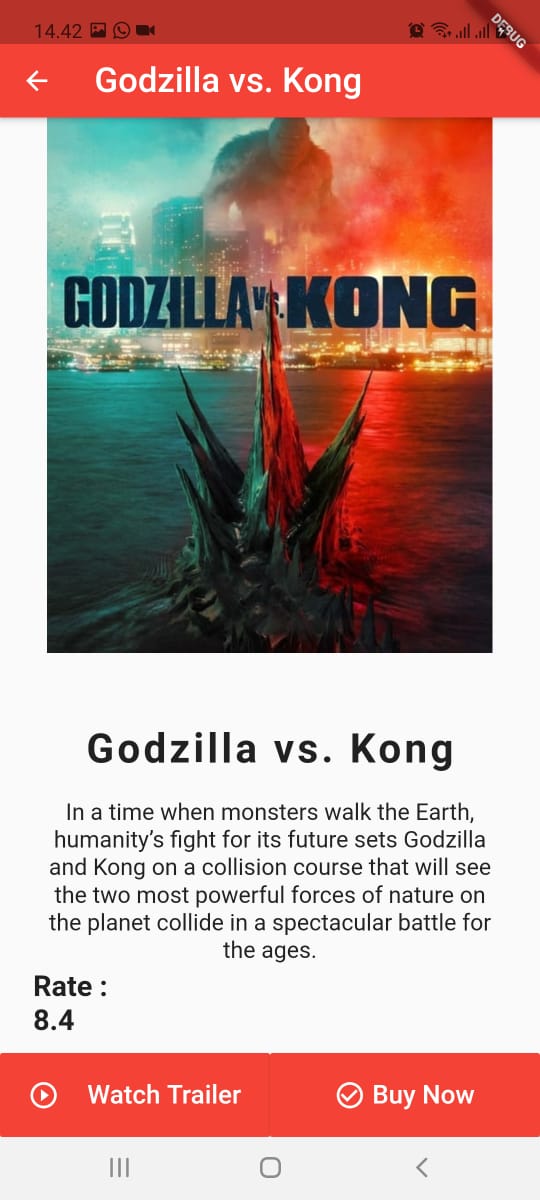 14.42
DEBUG
Godzilla vs. Kong
GODZILLA vs. KONG
Godzilla vs. Kong
In a time when monsters walk the Earth,
humanity’s fight for its future sets Godzilla
and Kong on a collision course that will see
the two most powerful forces of nature on
the planet collide in a spectacular battle for
the ages.
Rate :
8.4
Watch Trailer
Buy Now